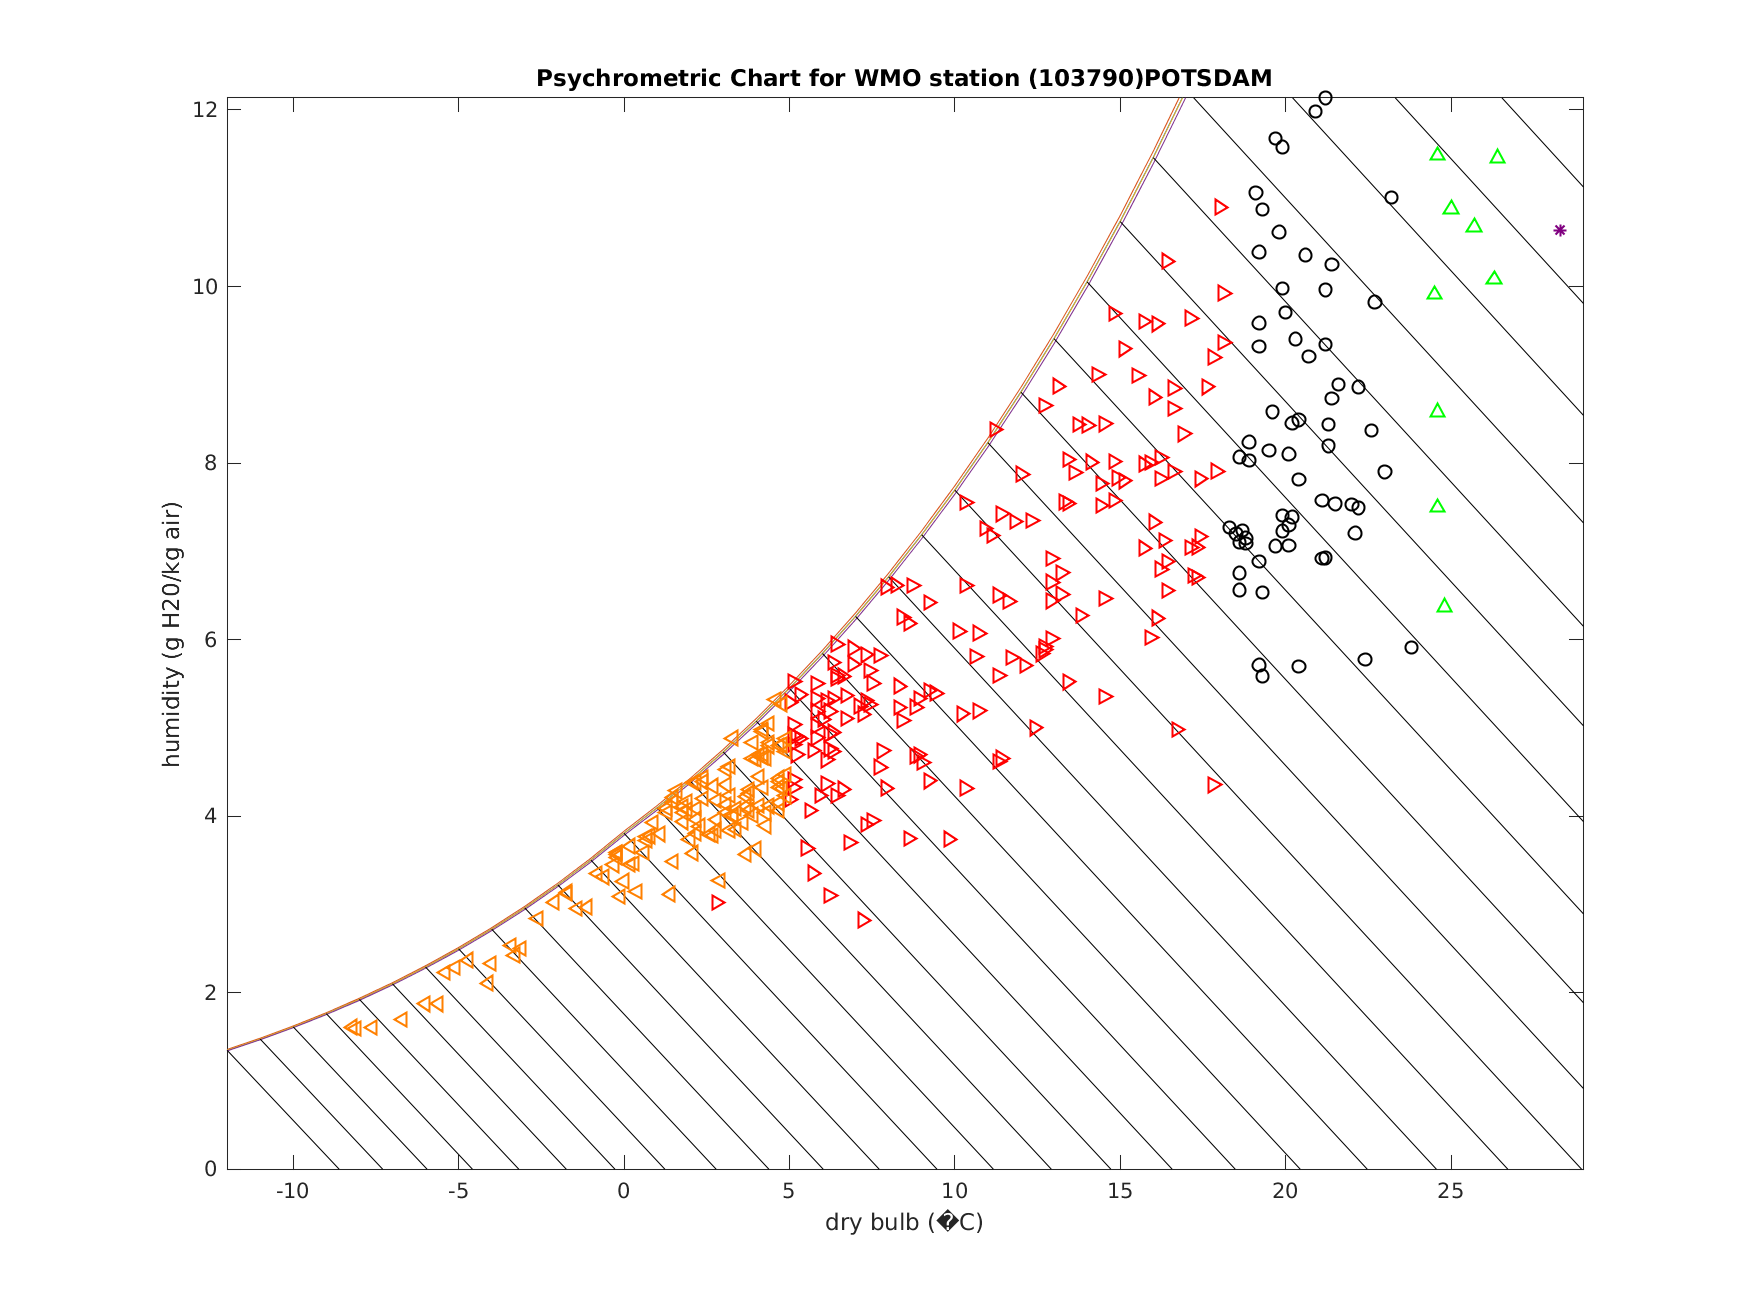 Psychrometric Chart for WMO station (103790)POTSDAM
12
10
8
6
4
2
0
humidity (g H20/kg air)
-10 -5 0 5 10 15 20 25
dry bulb (�C)